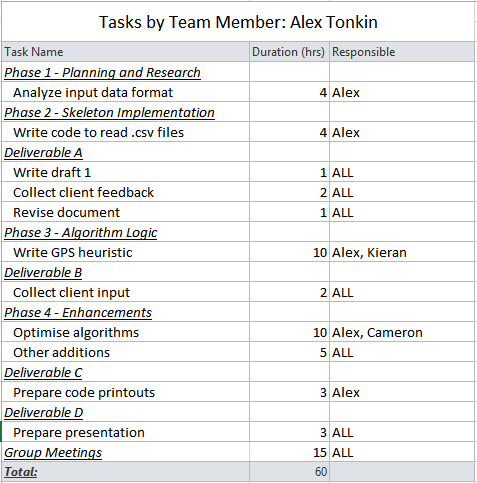 Tasks by Team Member: Alex Tonkin
Task Name Duration (hrs) Responsible
Phase 1 - Planning and Research
Analyze input data format 4 Alex
Phase 2 - Skeleton Implementation
Write code to read .csv files 4 Alex
Deliverable A
Write draft 1 1 ALL
Collect client feedback 2 ALL
Revise document 1 ALL
Phase 3 - Algorithm Logic
Write GPS heuristic 10 Alex, Kieran
Deliverable B
Collect client input 2 ALL
Phase 4 - Enhancements
Optimise algorithms 10 Alex, Cameron
Other additions 5 ALL
Deliverable C
Prepare code printouts 3 Alex
Deliverable D
Prepare presentation 3 ALL
Group Meetings 15 ALL
Total: 60